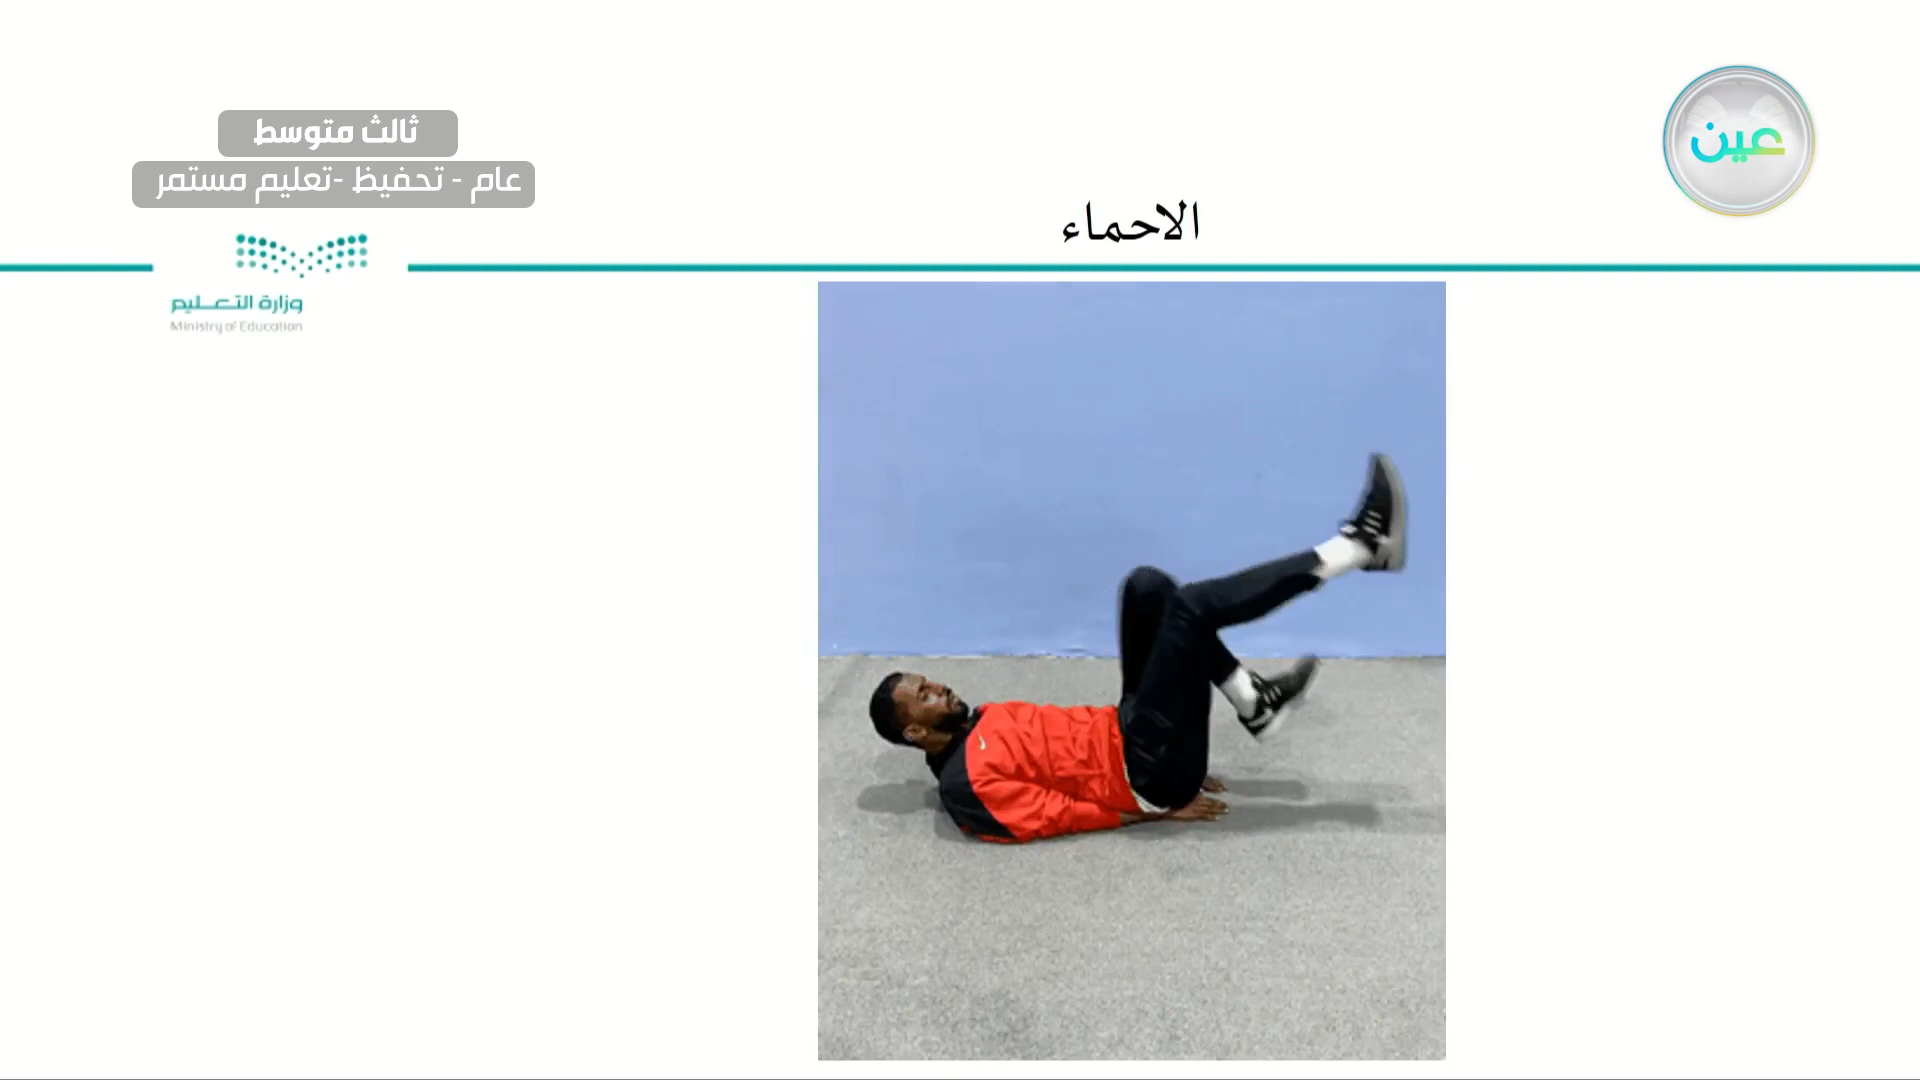 ثالث متوسط
عام - تحفيظ -تعليم مستمر
عين
الاحماء
وزارة التعليم
Ministry of Education